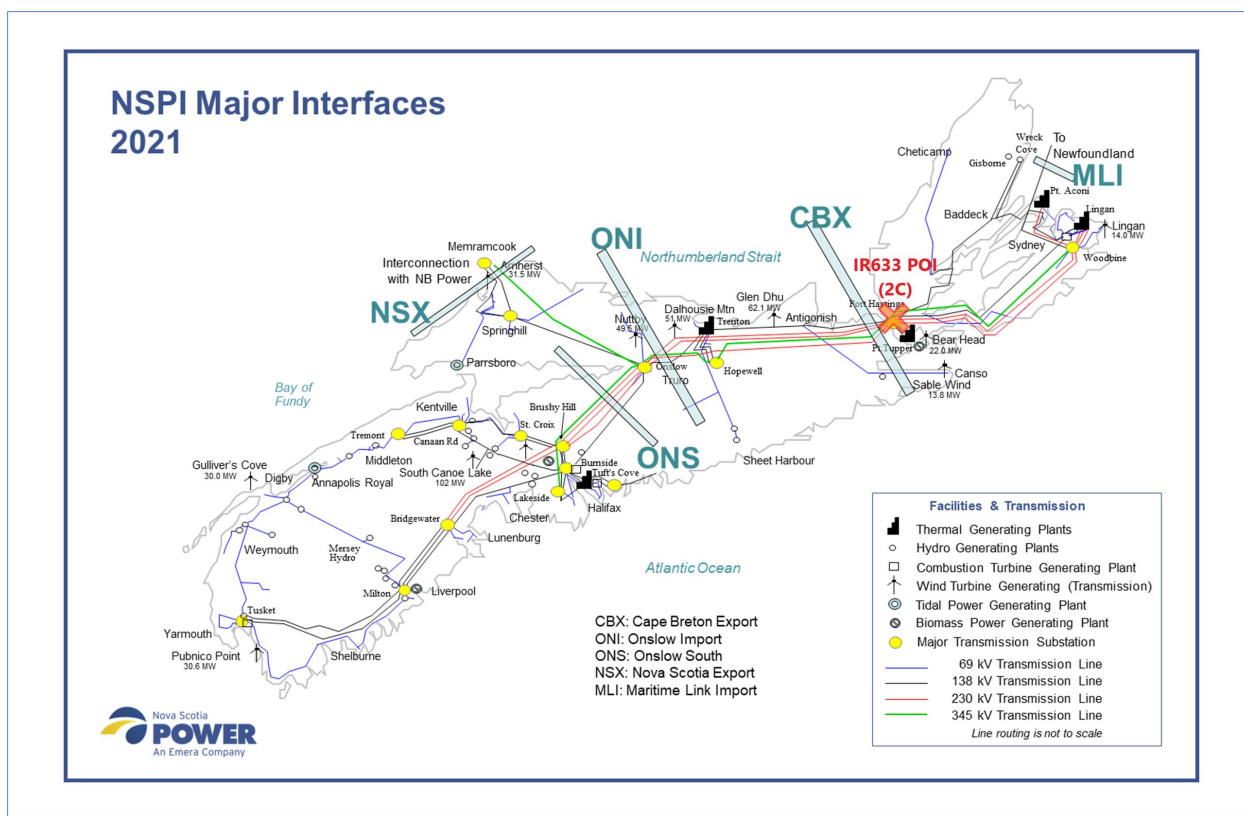 NSPI Major Interfaces
2021
Wreck
Cove
To
Newfoundland
Cheticamp
Gisborne
MLI
Pt. Aconi
Lingan
Baddeck
Lingan
14.0 MW
Sydney
Woodbine
CBX
ONI
Northumberland Strait
IR633 POI
(2C)
Port Hastings
Memramcook
Interconnection
with NB Power
Amherst
31.5 MW
NSX
Springhill
Parrsboro
Nuttby
49.5 MW
Dalhousie Mtn
51 MW
Trenton
Glen Dhu
62.1 MW
Antigonish
Bear Head
22.0 MW
Pt Tupper
Canso
Sable Wind
13.8 MW
Onslow
Truro
Hopewell
Bay of
Fundy
Kentville
Brushy Hill
St. Croix
Tremont
Canaan Rd
ONS
Sheet Harbour
Middleton
South Canoe Lake
102 MW
Burnside
Tuft's Cove
Gulliver's Cove
30.0 MW
Digby
Annapolis Royal
Lakeside
Halifax
Chester
Bridgewater
Lunenburg
Weymouth
Mersey
Hydro
Atlantic Ocean
Milton
Liverpool
Tusket
Yarmouth
Pubnico Point
30.6 MW
Shelburne
CBX: Cape Breton Export
ONI: Onslow Import
ONS: Onslow South
NSX: Nova Scotia Export
MLI: Maritime Link Import
Facilities & Transmission
Thermal Generating Plants
Hydro Generating Plants
Combustion Turbine Generating Plant
Wind Turbine Generating (Transmission)
Tidal Power Generating Plant
Biomass Power Generating Plant
Major Transmission Substation
69 kV Transmission Line
138 kV Transmission Line
230 kV Transmission Line
345 kV Transmission Line
Line routing is not to scale
Nova Scotia
POWER
An Emera Company